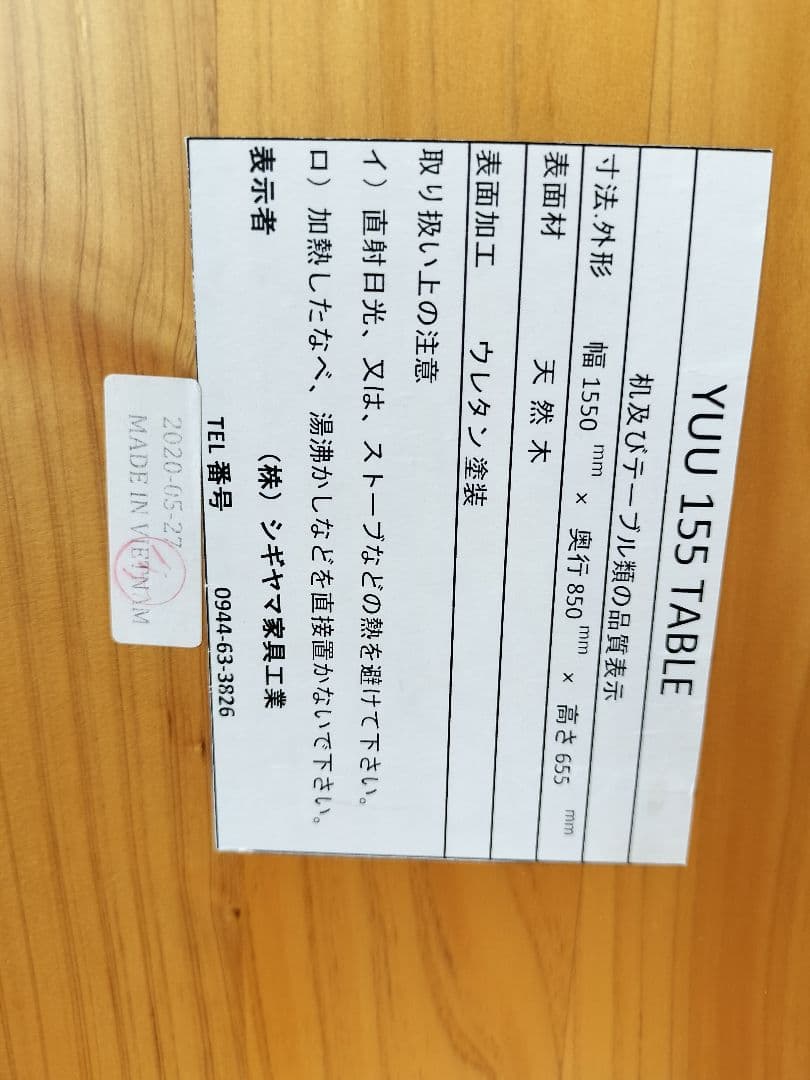 YUU 155 TABLE
机及びテーブル類の品質表示
寸法.外形 幅 1550 mm × 奥行 850 mm × 高さ 655 mm
表面材 天然木
表面加工 ウレタン塗装
取り扱い上の注意
イ）直射日光、又は、ストーブなどの熱を避けて下さい。
ロ）加熱したなべ、湯沸かしなどを直接置かないで下さい。
表示者 （株）シギヤマ家具工業
TEL 番号 0944-63-3826
2020-05-27
MADE IN VIETNAM